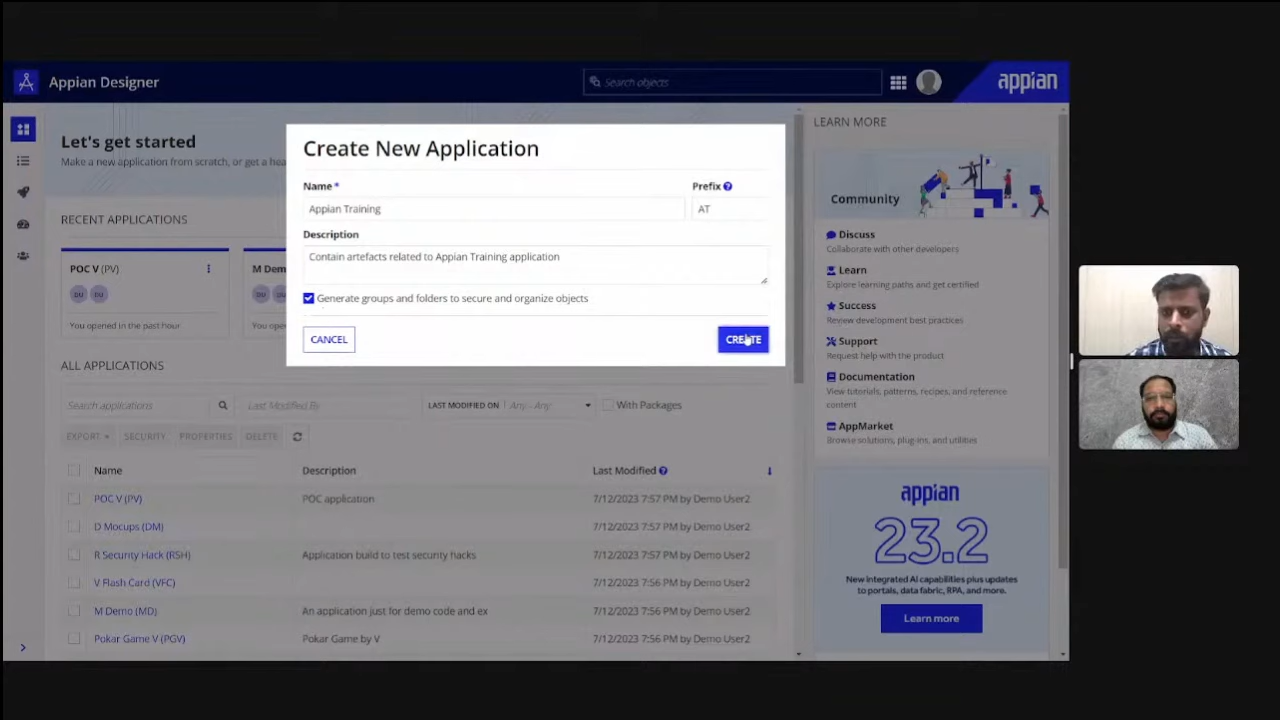 Appian Designer
Search objects
appian
Let's get started
Make a new application from scratch, or get a hea
RECENT APPLICATIONS
POC V (PV)
DU DU
You opened in the past hour
M Dem
DU
You ope
Create New Application
Name *
Prefix ?
Appian Training
AT
Description
Contain artefacts related to Appian Training application
Generate groups and folders to secure and organize objects
CANCEL
CREATE
ALL APPLICATIONS
Search applications
Last Modified By
LAST MODIFIED ON Any - Any
With Packages
EXPORT
SECURITY
PROPERTIES
DELETE
Name Description Last Modified ?
POC V (PV) POC application 7/12/2023 7:57 PM by Demo User2
D Mocups (DM) 7/12/2023 7:57 PM by Demo User2
R Security Hack (RSH) Application build to test security hacks 7/12/2023 7:57 PM by Demo User2
V Flash Card (VFC) 7/12/2023 7:56 PM by Demo User2
M Demo (MD) An application just for demo code and ex 7/12/2023 7:56 PM by Demo User2
Pokar Game V (PGV) Pokar Game by V 7/12/2023 7:56 PM by Demo User2
LEARN MORE
Community
Discuss
Collaborate with other developers
Learn
Explore learning paths and get certified
Success
Review development best practices
Support
Request help with the product
Documentation
View tutorials, patterns, recipes, and reference
content
AppMarket
Browse solutions, plug-ins, and utilities
appian
23.2
New integrated AI capabilities plus updates
to portals, data fabric, RPA, and more.
Learn more